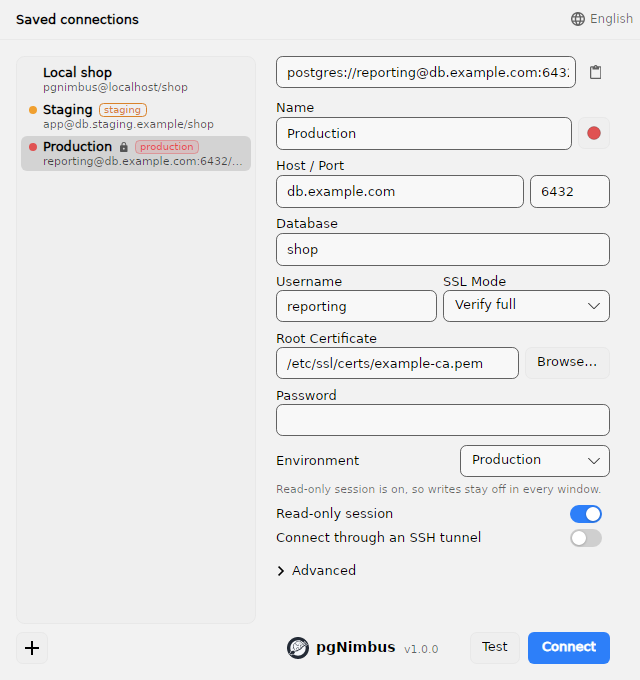 Saved connections
English
Local shop
pgnimbus@localhost/shop
Staging staging
app@db.staging.example/shop
Production production
reporting@db.example.com:6432/...
postgres://reporting@db.example.com:6432
Name
Production
Host / Port
db.example.com 6432
Database
shop
Username SSL Mode
reporting Verify full
Root Certificate
/etc/ssl/certs/example-ca.pem Browse...
Password
Environment Production
Read-only session is on, so writes stay off in every window.
Read-only session
Connect through an SSH tunnel
Advanced
pgNimbus v1.0.0 Test Connect